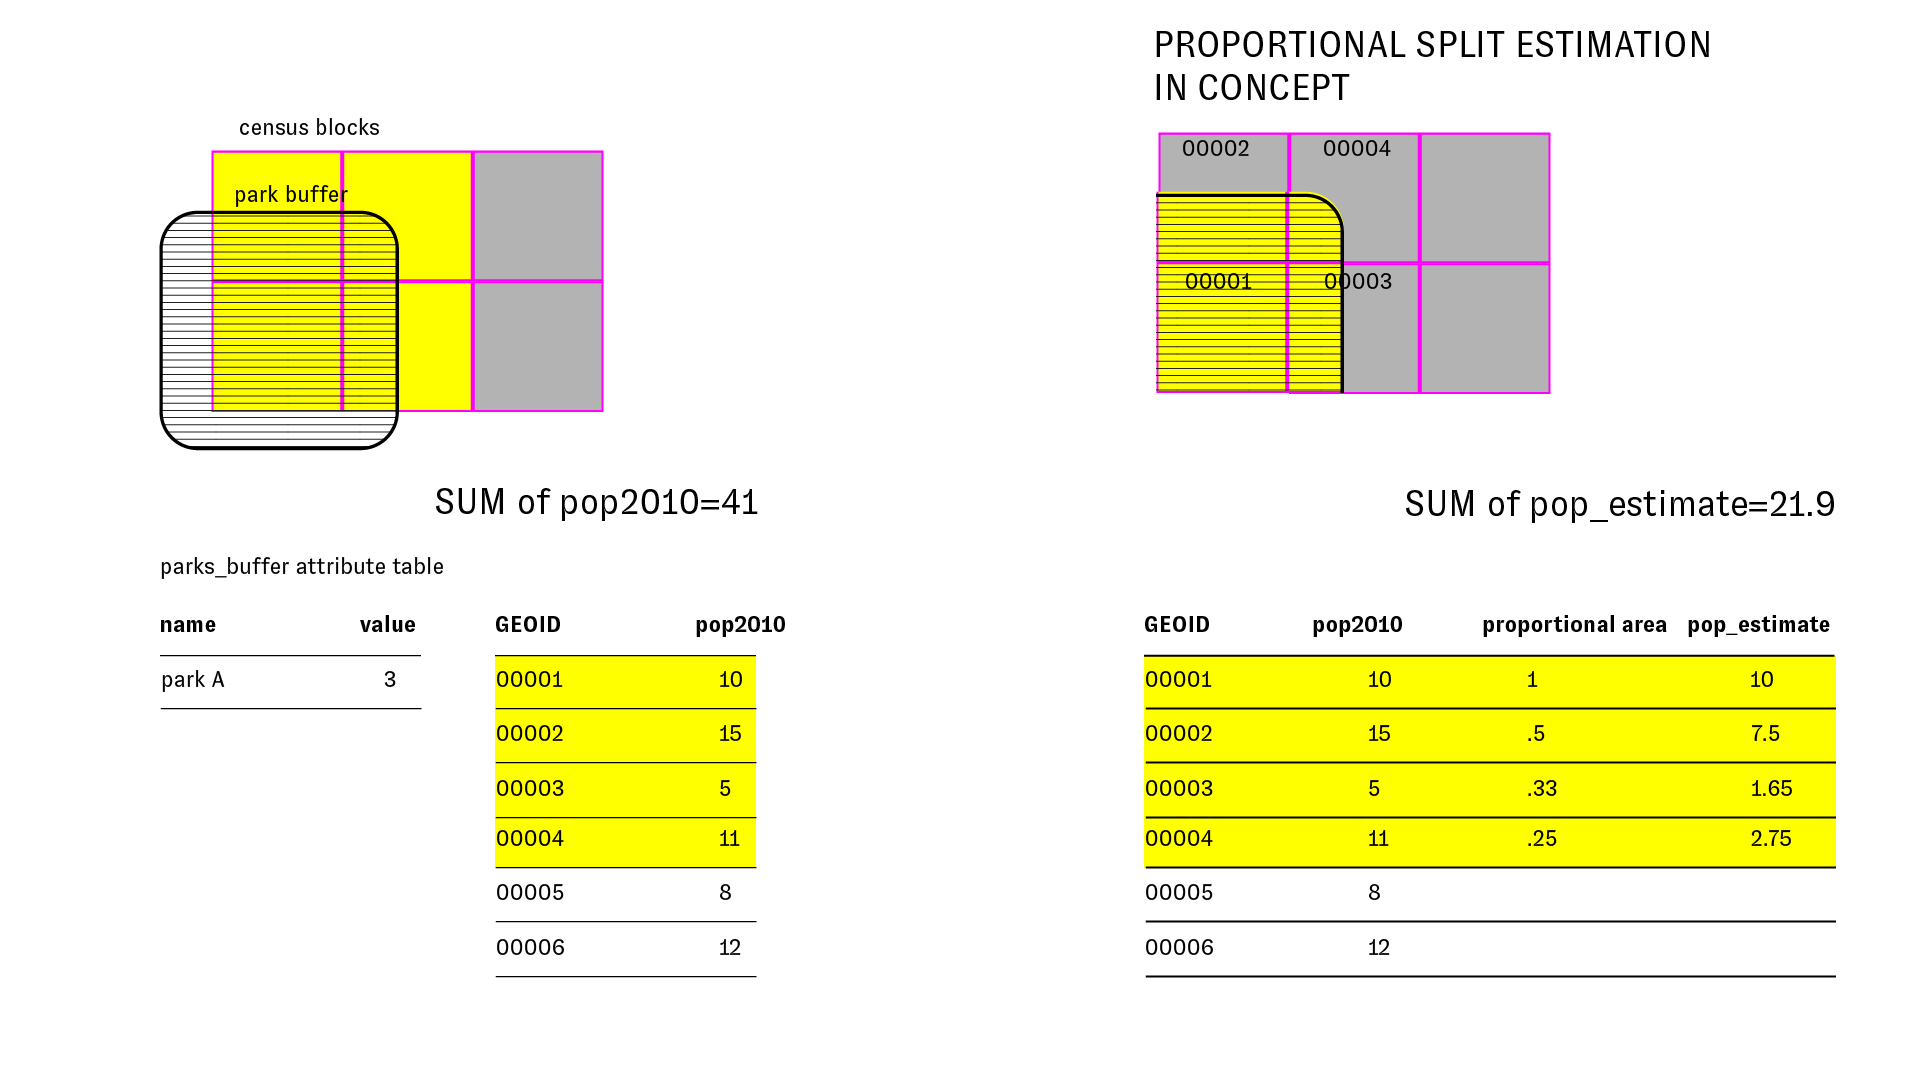 PROPORTIONAL SPLIT ESTIMATION
IN CONCEPT
census blocks
park buffer
00002 00004
00001 00003
SUM of pop2010=41
SUM of pop_estimate=21.9
parks_buffer attribute table
name value
park A 3
GEOID pop2010
00001 10
00002 15
00003 5
00004 11
00005 8
00006 12
GEOID pop2010 proportional area pop_estimate
00001 10 1 10
00002 15 .5 7.5
00003 5 .33 1.65
00004 11 .25 2.75
00005 8
00006 12